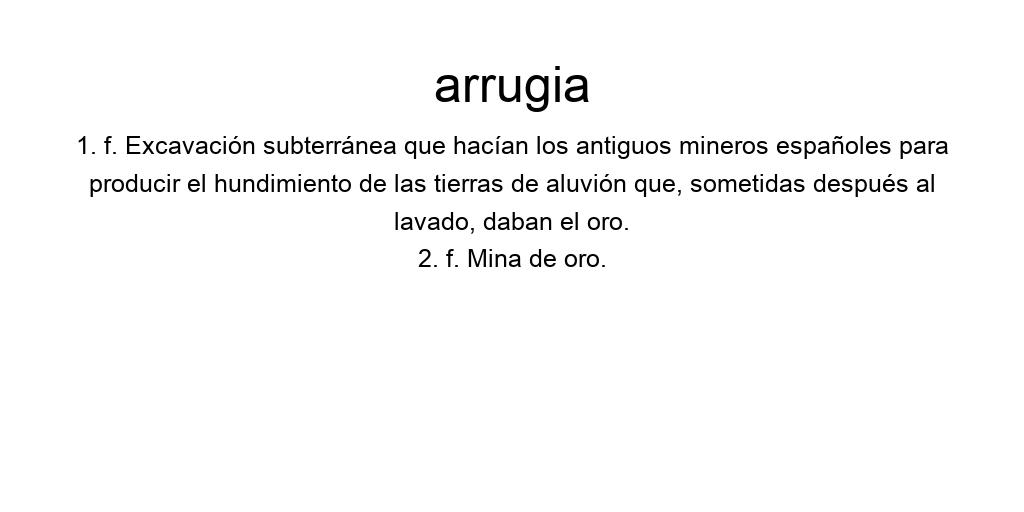 arrugia
1. f. Excavación subterránea que hacían los antiguos mineros españoles para
producir el hundimiento de las tierras de aluvión que, sometidas después al
lavado, daban el oro.
2. f. Mina de oro.